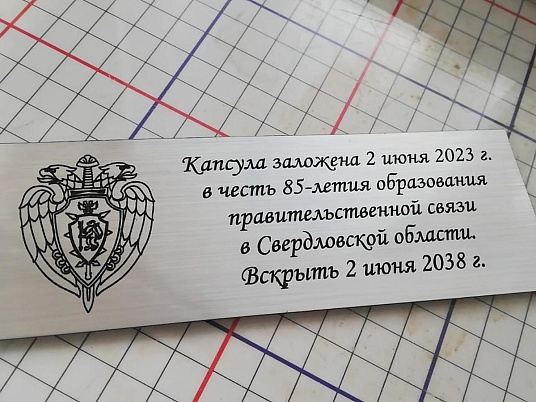 Капсула заложена 2 июня 2023 г.
в честь 85-летия образования
правительственной связи
в Свердловской области.
Вскрыть 2 июня 2038 г.